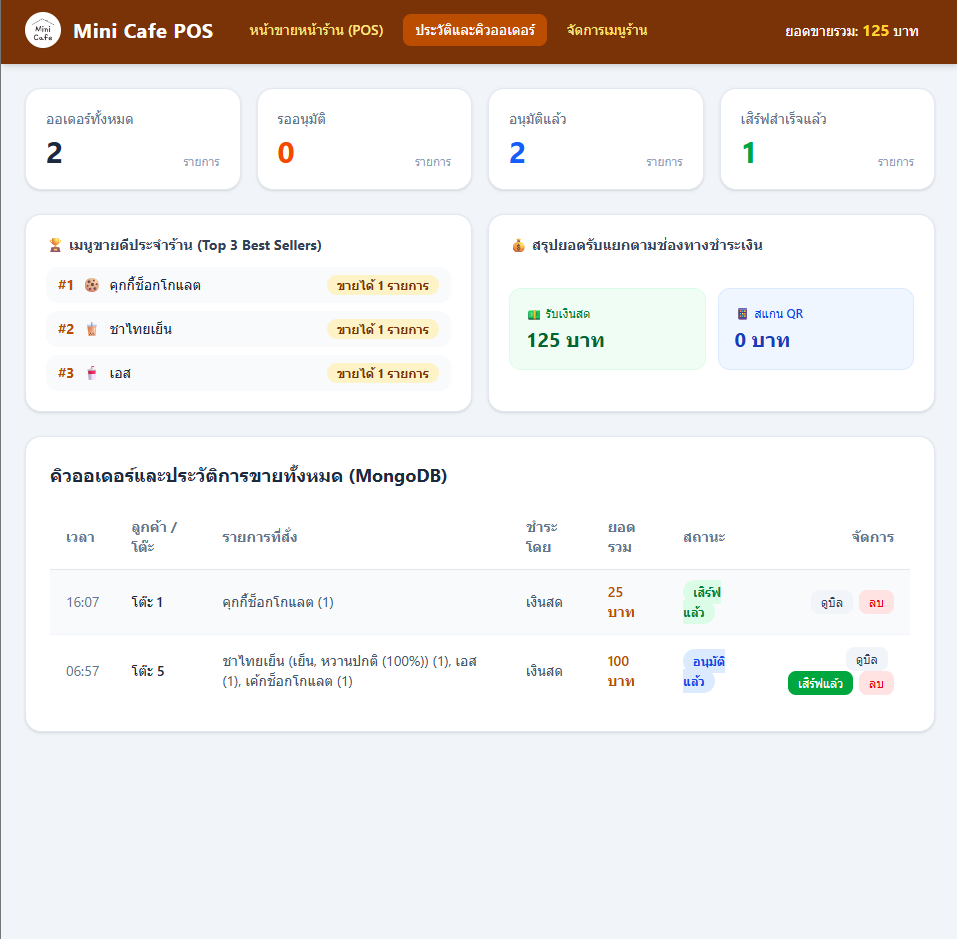 Mini Cafe
Mini Cafe POS
หน้าขายหน้าร้าน (POS)
ประวัติและคิวออเดอร์
จัดการเมนูร้าน
ยอดขายรวม: 125 บาท
ออเดอร์ทั้งหมด
2
รายการ
รออนุมัติ
0
รายการ
อนุมัติแล้ว
2
รายการ
เสิร์ฟสำเร็จแล้ว
1
รายการ
เมนูขายดีประจำร้าน (Top 3 Best Sellers)
#1 คุกกี้ช็อกโกแลต ขายได้ 1 รายการ
#2 ชาไทยเย็น ขายได้ 1 รายการ
#3 เอส ขายได้ 1 รายการ
สรุปยอดรับแยกตามช่องทางชำระเงิน
รับเงินสด
125 บาท
สแกน QR
0 บาท
คิวออเดอร์และประวัติการขายทั้งหมด (MongoDB)
เวลา
ลูกค้า /
โต๊ะ
รายการที่สั่ง
ชำระ
โดย
ยอด
รวม
สถานะ
จัดการ
16:07
โต๊ะ 1
คุกกี้ช็อกโกแลต (1)
เงินสด
25
บาท
เสิร์ฟ
แล้ว
ดูบิล
ลบ
06:57
โต๊ะ 5
ชาไทยเย็น (เย็น, หวานปกติ (100%)) (1), เอส
(1), เค้กช็อกโกแลต (1)
เงินสด
100
บาท
อนุมัติ
แล้ว
ดูบิล
เสิร์ฟแล้ว
ลบ